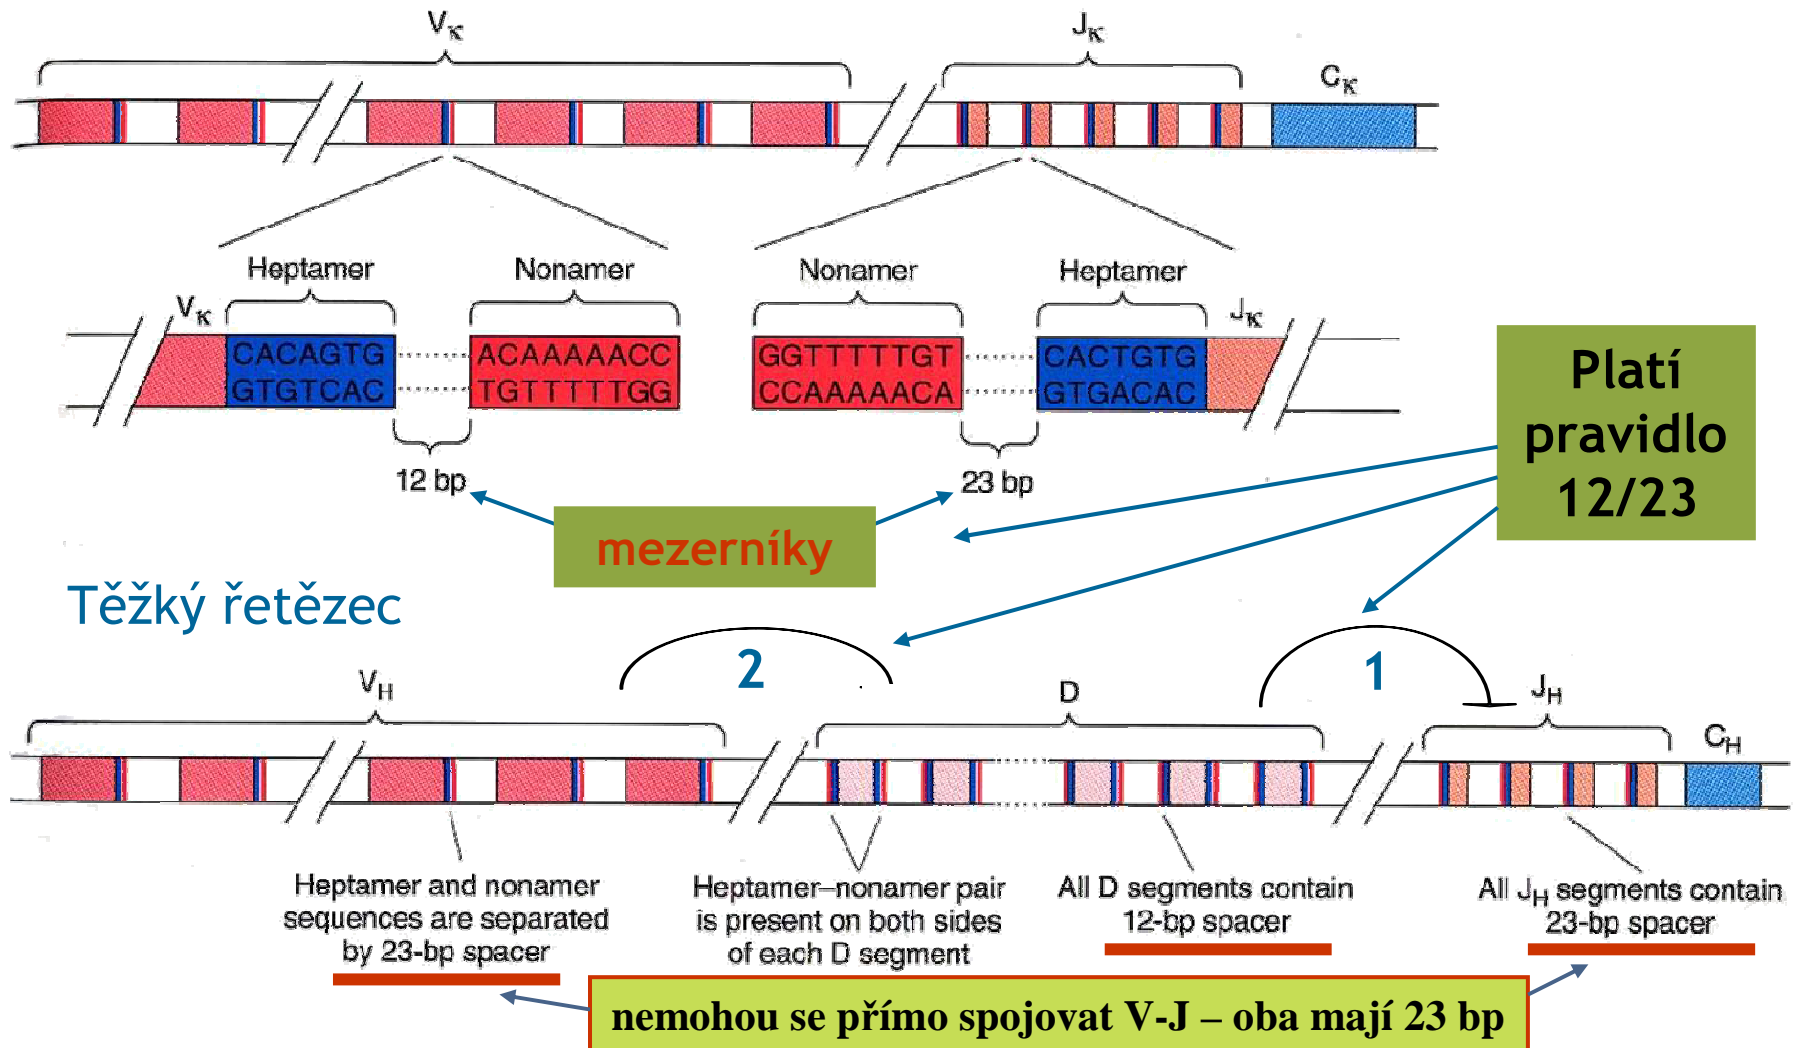 Vκ
Jκ
Cκ
Heptamer
Nonamer
Nonamer
Heptamer
Vκ
Jκ
CACAGTG
GTGTCAC
ACAAAAACC
TGTTTTTGG
GGTTTTTGT
CCAAAAACA
CACTGTG
GTGACAC
12 bp
23 bp
Platí
pravidlo
12/23
mezerníky
Těžký řetězec
2
1
VH
D
JH
CH
Heptamer and nonamer
sequences are separated
by 23-bp spacer
Heptamer–nonamer pair
is present on both sides
of each D segment
All D segments contain
12-bp spacer
All JH segments contain
23-bp spacer
nemohou se přímo spojovat V-J – oba mají 23 bp